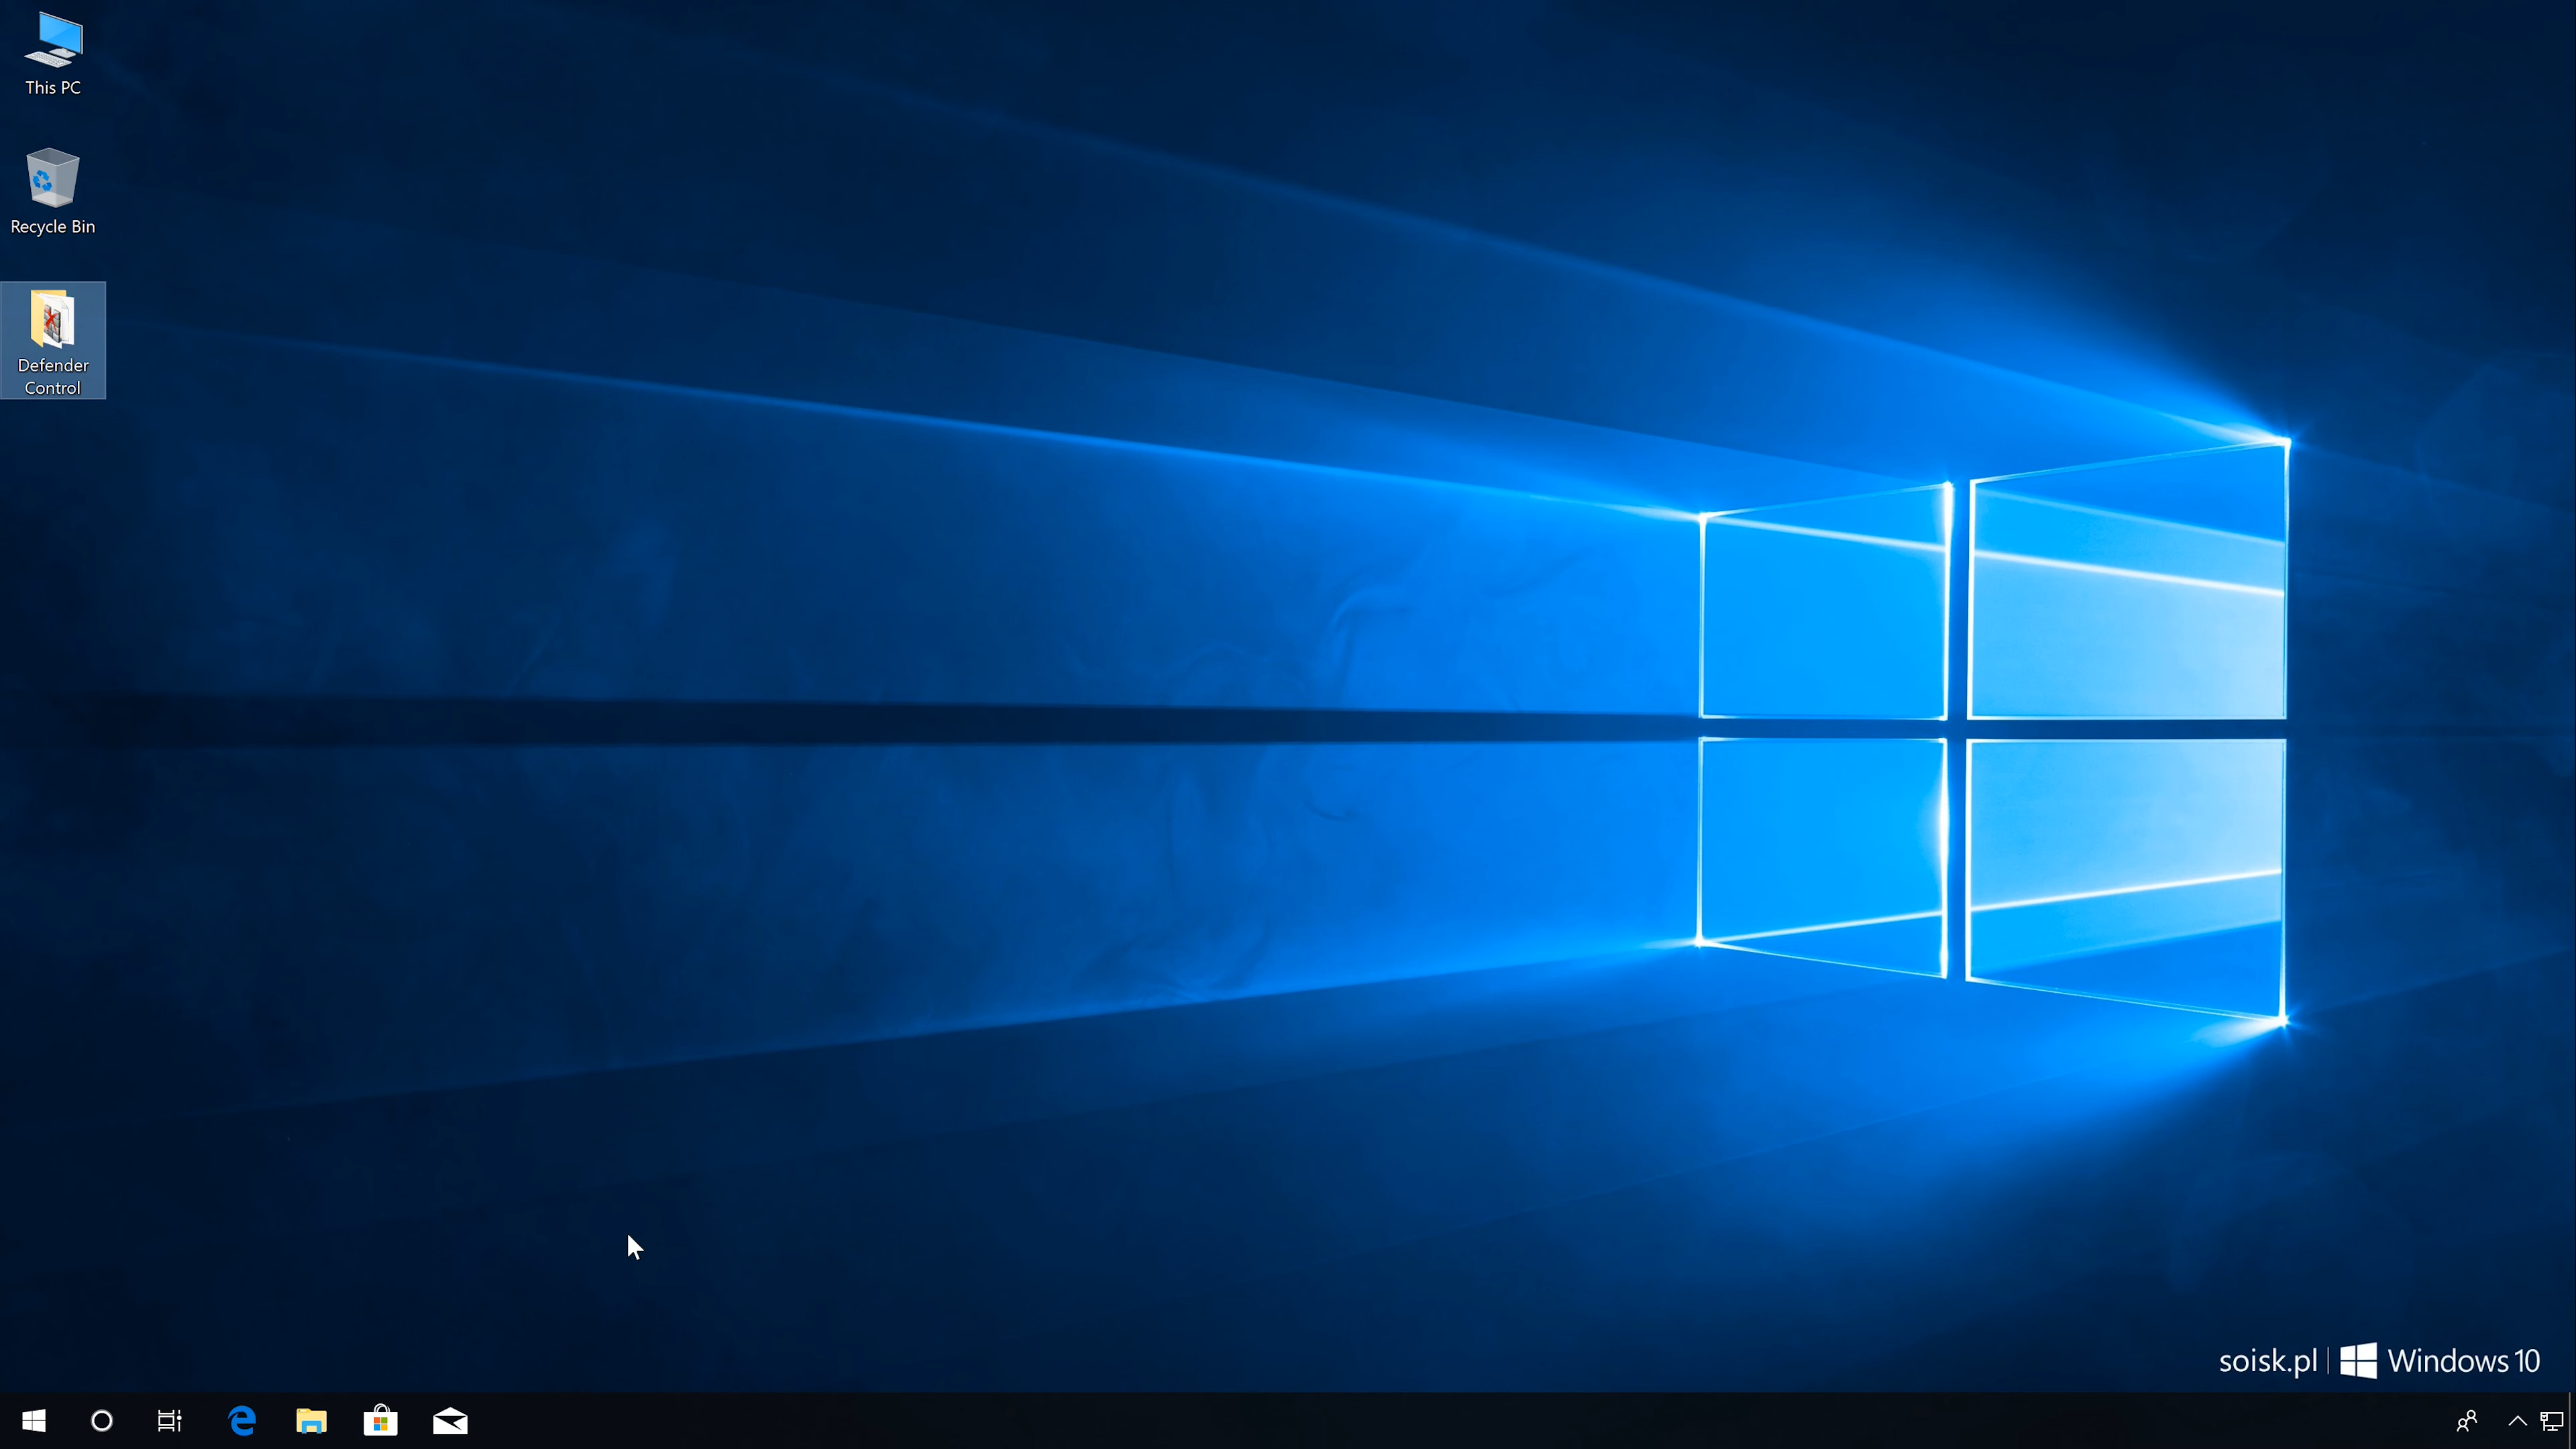 This PC
Recycle Bin
Defender
Control
soisk.pl
Windows 10